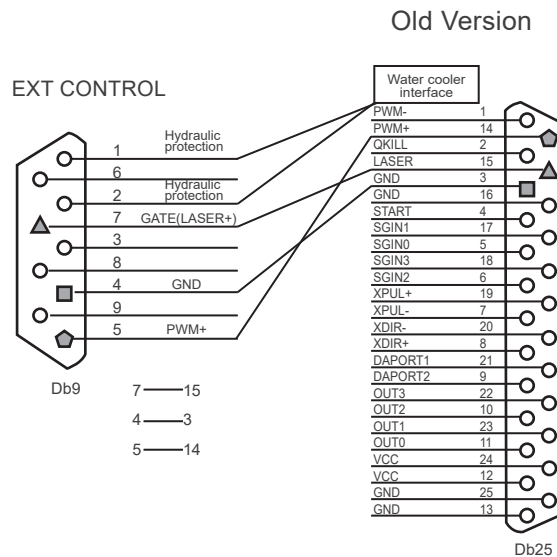 Old Version
EXT CONTROL
Water cooler
interface
1 Hydraulic
protection
6
2 Hydraulic
protection
7 GATE(LASER+)
3
8
4 GND
9
5 PWM+
Db9
7 15
4 3
5 14
PWM- 1
PWM+ 14
QKILL 2
LASER 15
GND 3
GND 16
START 4
SGIN1 17
SGIN0 5
SGIN3 18
SGIN2 6
XPUL+ 19
XPUL- 7
XDIR- 20
XDIR+ 8
DAPORT1 21
DAPORT2 9
OUT3 22
OUT2 10
OUT1 23
OUT0 11
VCC 24
VCC 12
GND 25
GND 13
Db25